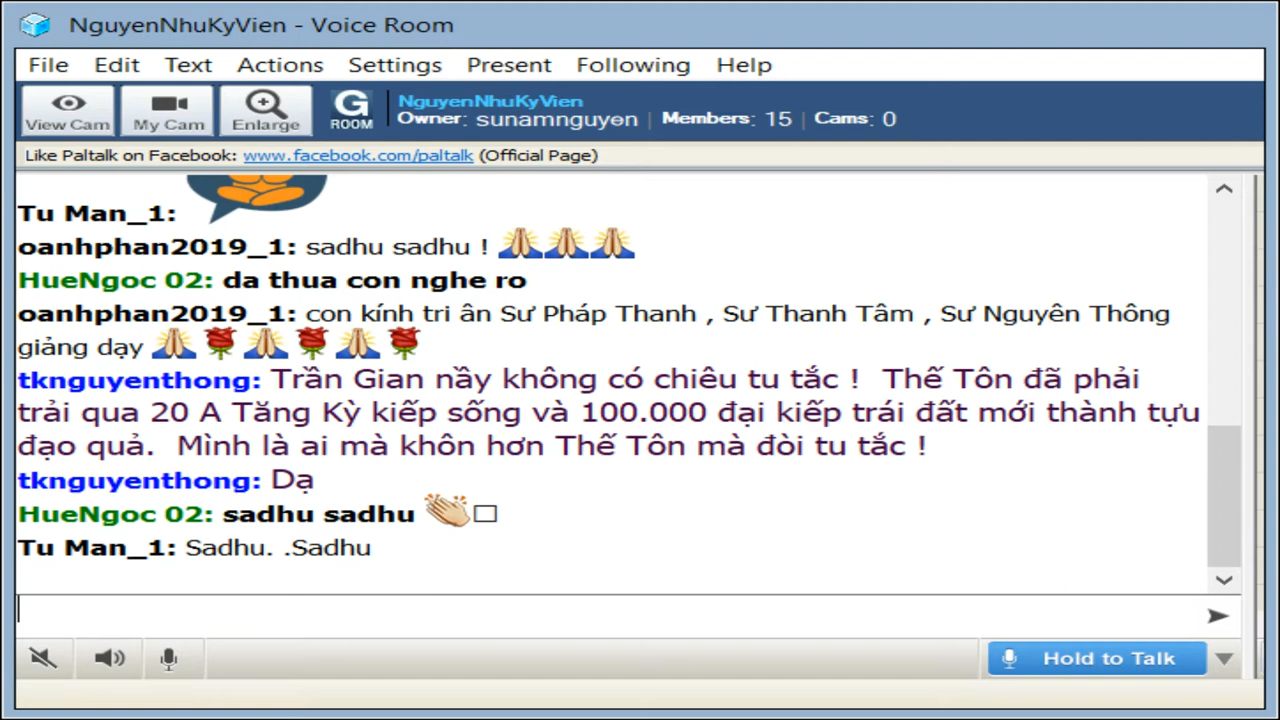 NguyenNhuKyVien - Voice Room
File Edit Text Actions Settings Present Following Help
View Cam My Cam Enlarge G ROOM
NguyenNhuKyVien
Owner: sunamnguyen | Members: 15 | Cams: 0
Like Paltalk on Facebook: www.facebook.com/paltalk (Official Page)
Tu Man_1:
oanhphan2019_1: sadhu sadhu ! 🙏🙏🙏
HueNgoc 02: da thua con nghe ro
oanhphan2019_1: con kính tri ân Sư Pháp Thanh , Sư Thanh Tâm , Sư Nguyên Thông
giảng dạy 🙏🌹🙏🌹🙏🌹
tknguyenthong: Trần Gian nầy không có chiêu tu tắc ! Thế Tôn đã phải
trải qua 20 A Tăng Kỳ kiếp sống và 100.000 đại kiếp trái đất mới thành tựu
đạo quả. Mình là ai mà khôn hơn Thế Tôn mà đòi tu tắc !
tknguyenthong: Dạ
HueNgoc 02: sadhu sadhu 👏□
Tu Man_1: Sadhu. .Sadhu
Hold to Talk